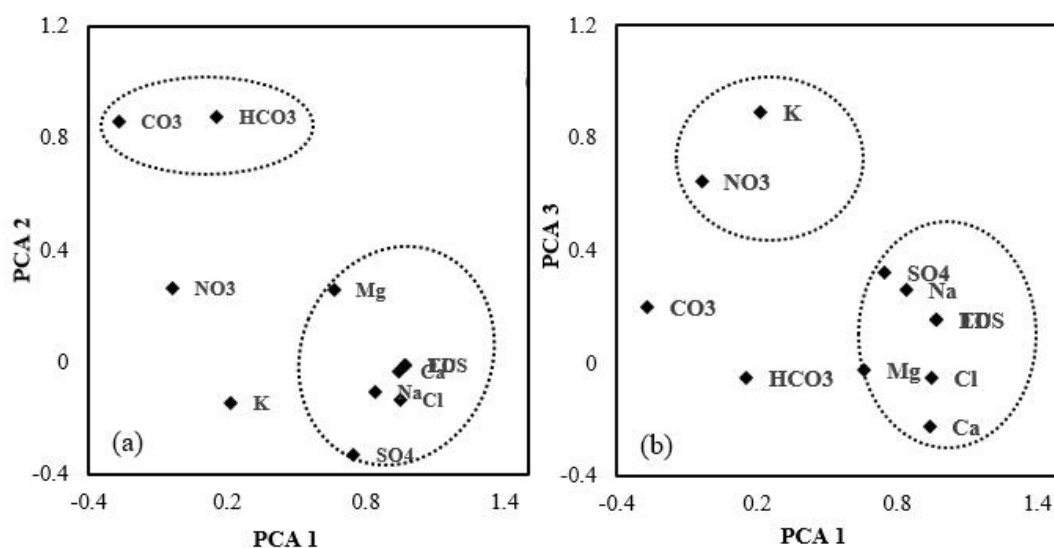 1.2
0.8
0.4
0
-0.4
PCA 2
CO3
HCO3
NO3
Mg
Ca
Na
Cl
K
SO4
(a)
-0.4 0.2 0.8 1.4
PCA 1
1.2
0.8
0.4
0
-0.4
PCA 3
K
NO3
SO4
Na
CO3
Mg
HCO3
Cl
Ca
(b)
-0.4 0.2 0.8 1.4
PCA 1